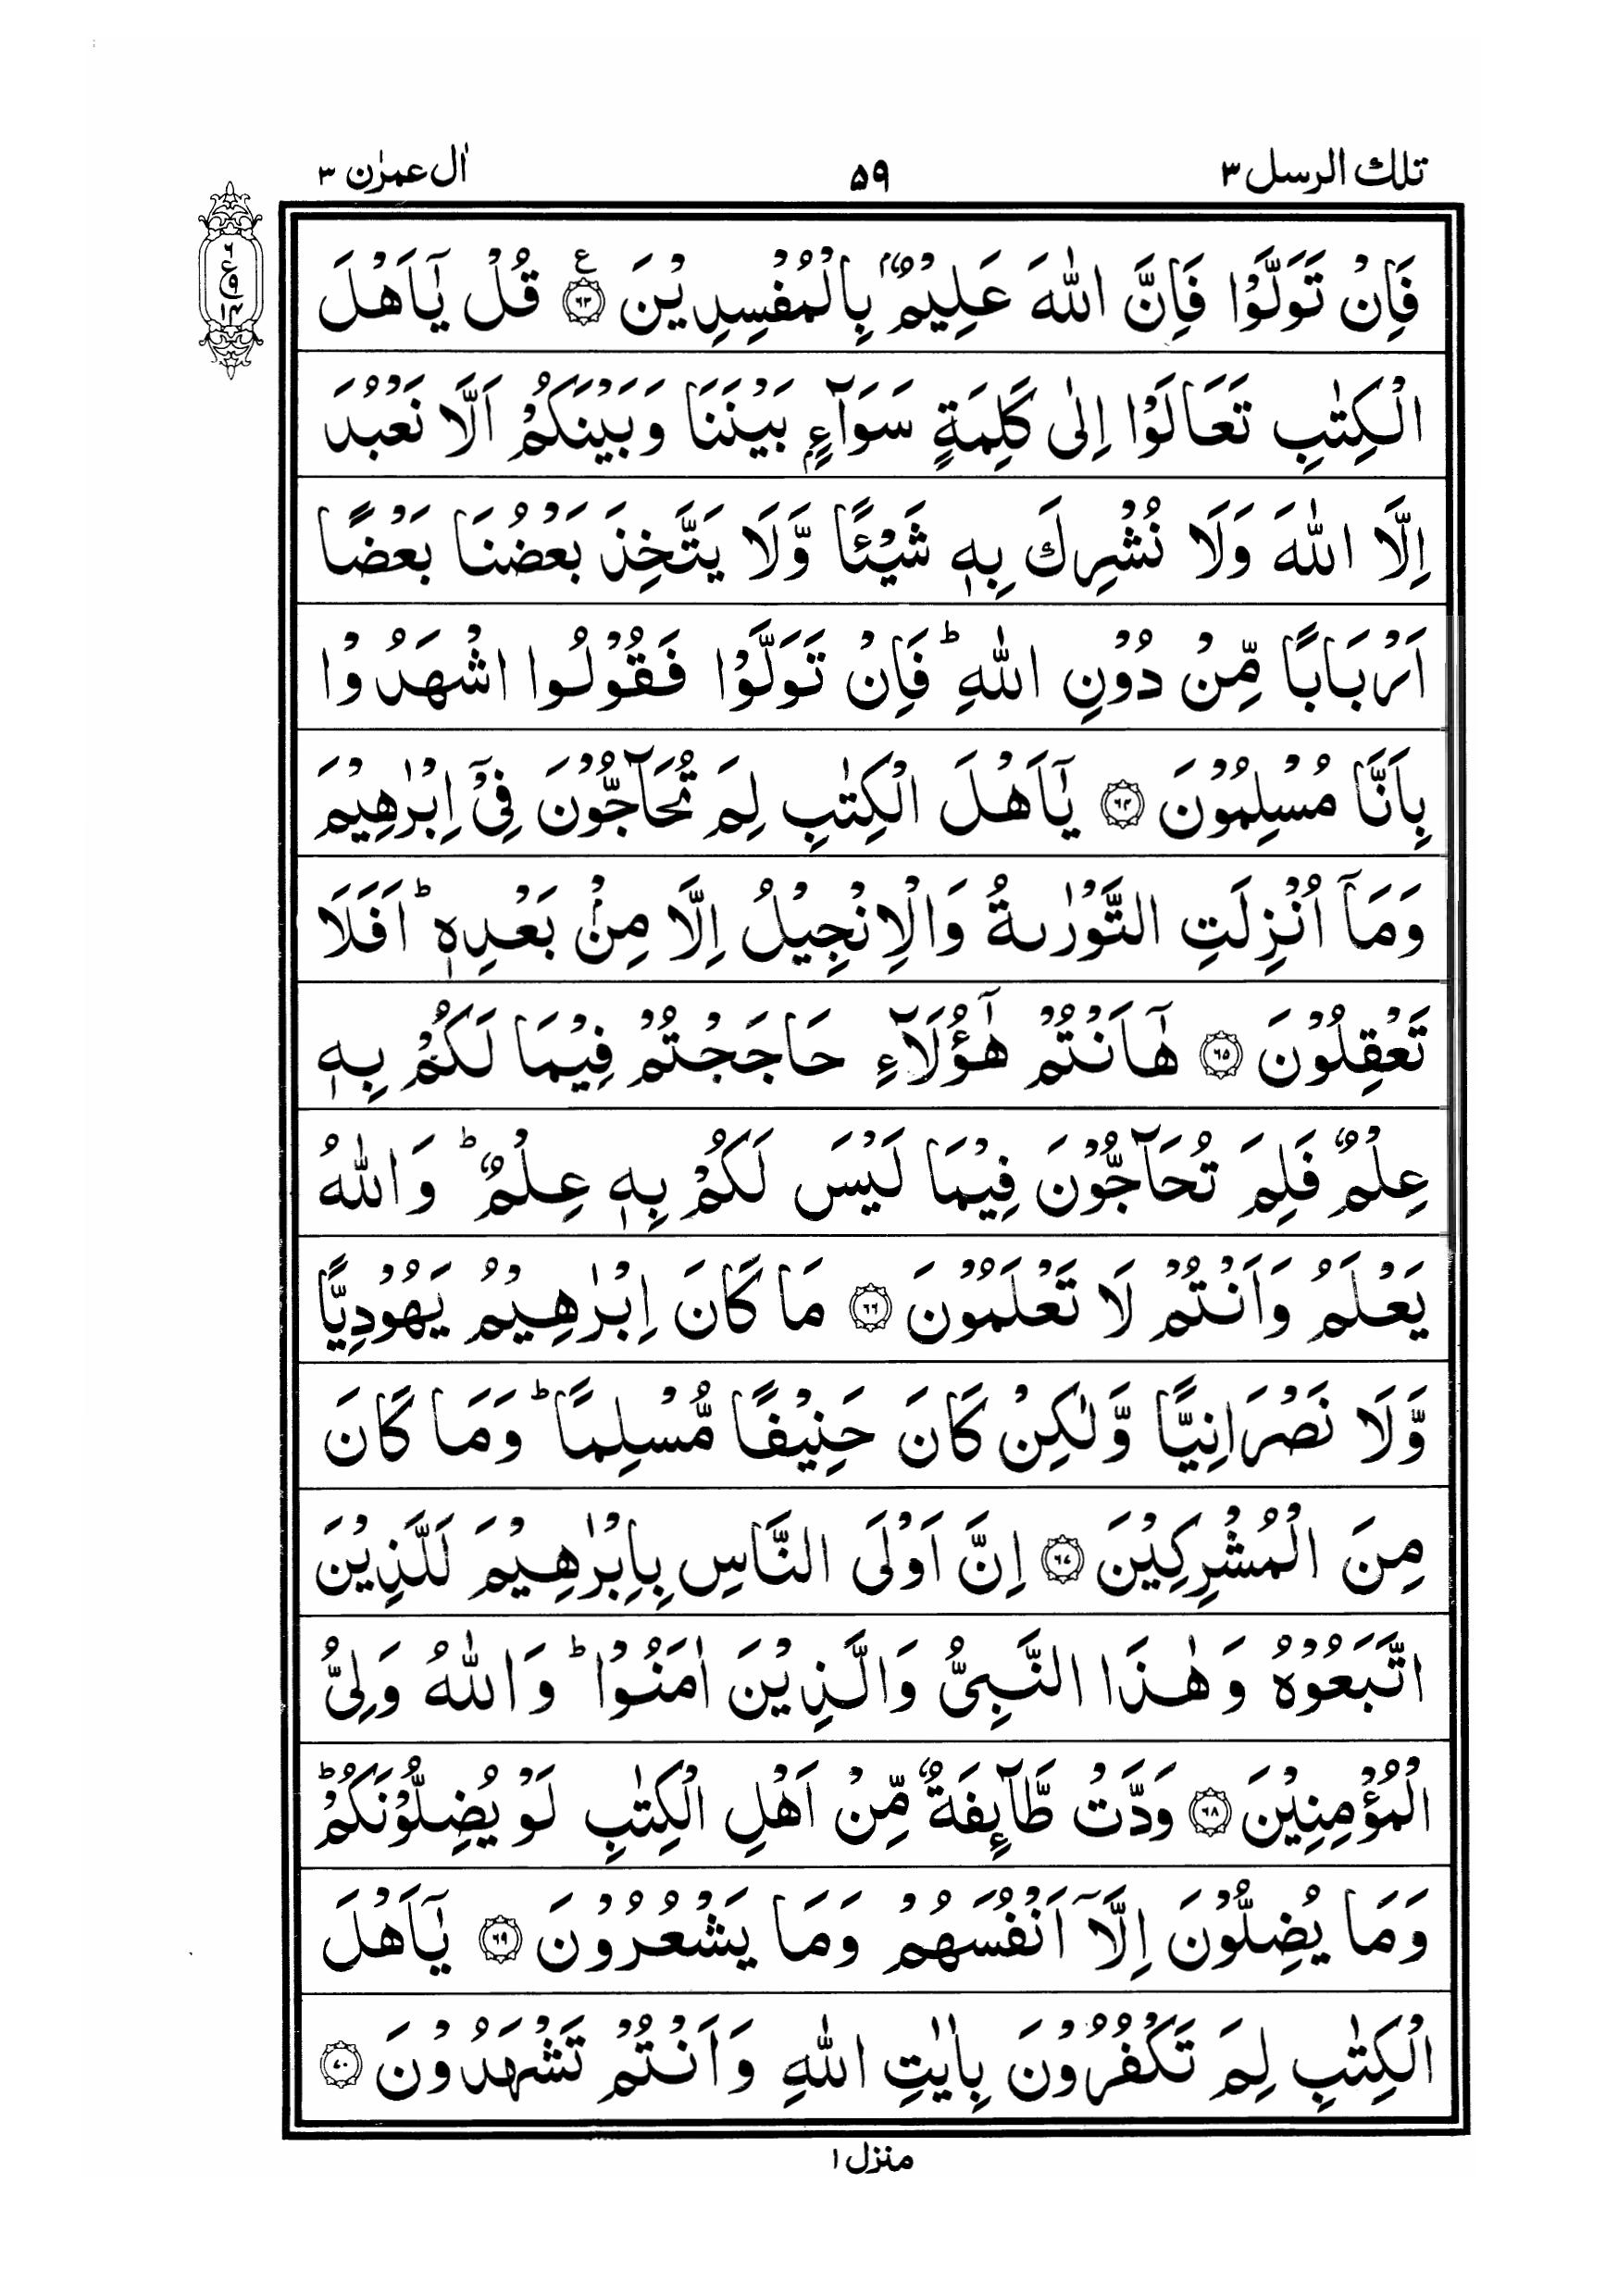 تلك الرسل ٣ ٥٩ اٰل عمرٰن ٣
فَاِنْ تَوَلَّوْا فَاِنَّ اللّٰهَ عَلِيْمٌۢ بِالْمُفْسِدِيْنَ ﴿٦٣﴾ ع قُلْ يٰۤاَهْلَ
الْكِتٰبِ تَعَالَوْا اِلٰى كَلِمَةٍ سَوَآءٍۭ بَيْنَنَا وَبَيْنَكُمْ اَلَّا نَعْبُدَ
اِلَّا اللّٰهَ وَلَا نُشْرِكَ بِهٖ شَيْـًٔا وَّلَا يَتَّخِذَ بَعْضُنَا بَعْضًا
اَرْبَابًا مِّنْ دُوْنِ اللّٰهِ ؕ فَاِنْ تَوَلَّوْا فَقُوْلُوا اشْهَدُوْا
بِاَنَّا مُسْلِمُوْنَ ﴿٦٤﴾ يٰۤاَهْلَ الْكِتٰبِ لِمَ تُحَآجُّوْنَ فِيْۤ اِبْرٰهِيْمَ
وَمَاۤ اُنْزِلَتِ التَّوْرٰىةُ وَالْاِنْجِيْلُ اِلَّا مِنْۢ بَعْدِهٖ ؕ اَفَلَا
تَعْقِلُوْنَ ﴿٦٥﴾ هٰۤاَنْتُمْ هٰۤؤُلَآءِ حَاجَجْتُمْ فِيْمَا لَكُمْ بِهٖ
عِلْمٌ فَلِمَ تُحَآجُّوْنَ فِيْمَا لَيْسَ لَكُمْ بِهٖ عِلْمٌ ؕ وَاللّٰهُ
يَعْلَمُ وَاَنْتُمْ لَا تَعْلَمُوْنَ ﴿٦٦﴾ مَا كَانَ اِبْرٰهِيْمُ يَهُوْدِيًّا
وَّلَا نَصْرَانِيًّا وَّلٰكِنْ كَانَ حَنِيْفًا مُّسْلِمًا ؕ وَمَا كَانَ
مِنَ الْمُشْرِكِيْنَ ﴿٦٧﴾ اِنَّ اَوْلَى النَّاسِ بِاِبْرٰهِيْمَ لَلَّذِيْنَ
اتَّبَعُوْهُ وَهٰذَا النَّبِيُّ وَالَّذِيْنَ اٰمَنُوْا ؕ وَاللّٰهُ وَلِيُّ
الْمُؤْمِنِيْنَ ﴿٦٨﴾ وَدَّتْ طَّآئِفَةٌ مِّنْ اَهْلِ الْكِتٰبِ لَوْ يُضِلُّوْنَكُمْ ؕ
وَمَا يُضِلُّوْنَ اِلَّاۤ اَنْفُسَهُمْ وَمَا يَشْعُرُوْنَ ﴿٦٩﴾ يٰۤاَهْلَ
الْكِتٰبِ لِمَ تَكْفُرُوْنَ بِاٰيٰتِ اللّٰهِ وَاَنْتُمْ تَشْهَدُوْنَ ﴿٧٠﴾
منزل ١